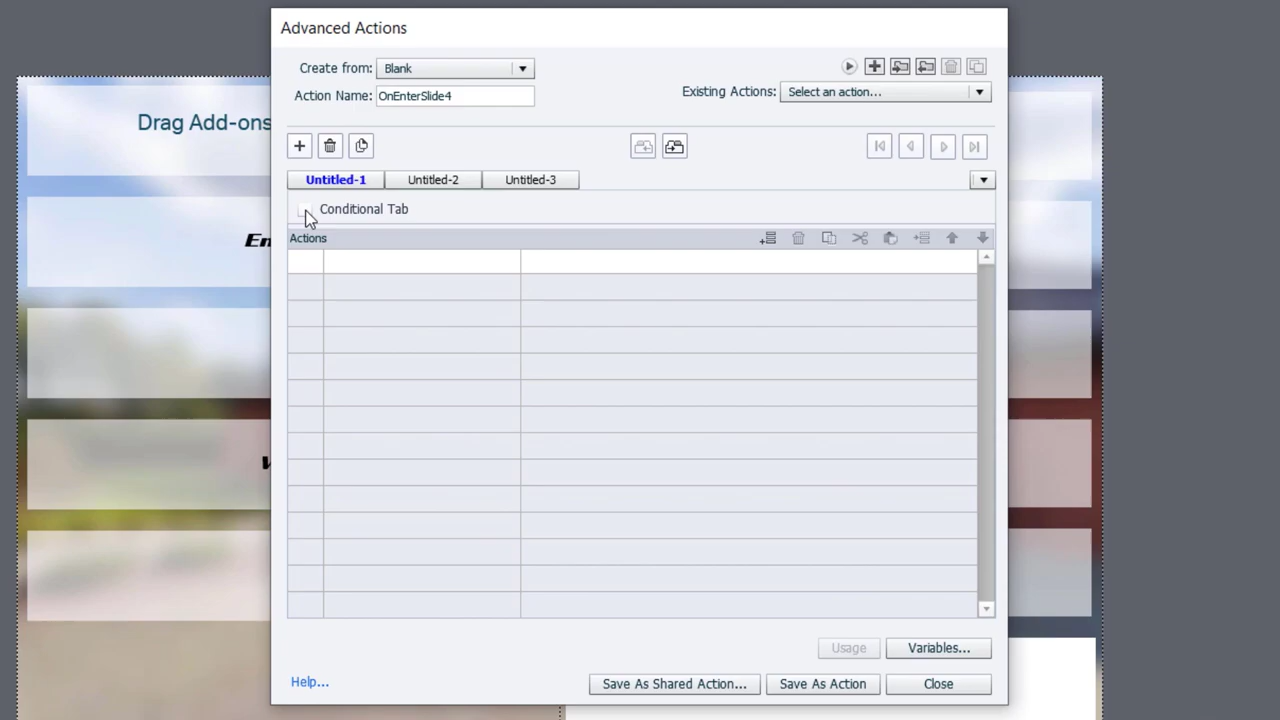 Advanced Actions
Create from: Blank
Action Name: OnEnterSlide4
Existing Actions: Select an action...
Drag Add-ons
Untitled-1 Untitled-2 Untitled-3
Conditional Tab
Actions
En
Usage Variables...
Help... Save As Shared Action... Save As Action Close